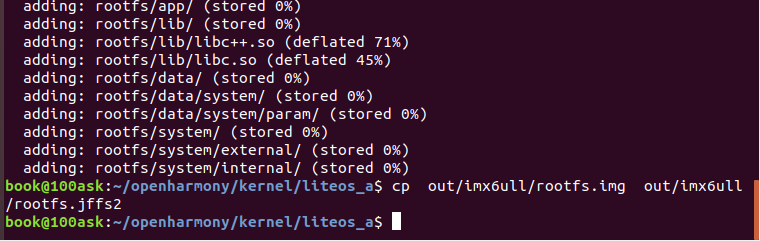 adding: rootfs/app/ (stored 0%)
adding: rootfs/lib/ (stored 0%)
adding: rootfs/lib/libc++.so (deflated 71%)
adding: rootfs/lib/libc.so (deflated 45%)
adding: rootfs/data/ (stored 0%)
adding: rootfs/data/system/ (stored 0%)
adding: rootfs/data/system/param/ (stored 0%)
adding: rootfs/system/ (stored 0%)
adding: rootfs/system/external/ (stored 0%)
adding: rootfs/system/internal/ (stored 0%)
book@100ask:~/openharmony/kernel/liteos_a$ cp  out/imx6ull/rootfs.img  out/imx6ull
/rootfs.jffs2
book@100ask:~/openharmony/kernel/liteos_a$